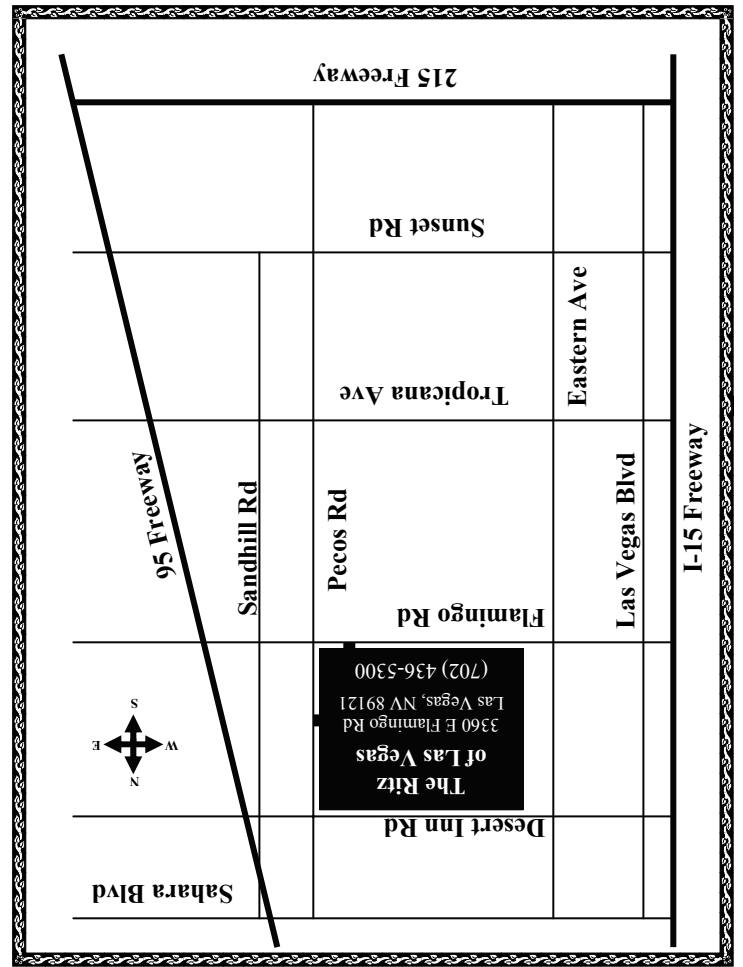 Sahara Blvd
Desert Inn Rd
The Ritz
of Las Vegas
3360 E Flamingo Rd
Las Vegas, NV 89121
(702) 436-5300
N
W
E
S
Flamingo Rd
Las Vegas Blvd
Pecos Rd
Sandhill Rd
95 Freeway
I-15 Freeway
Tropicana Ave
Eastern Ave
Sunset Rd
215 Freeway